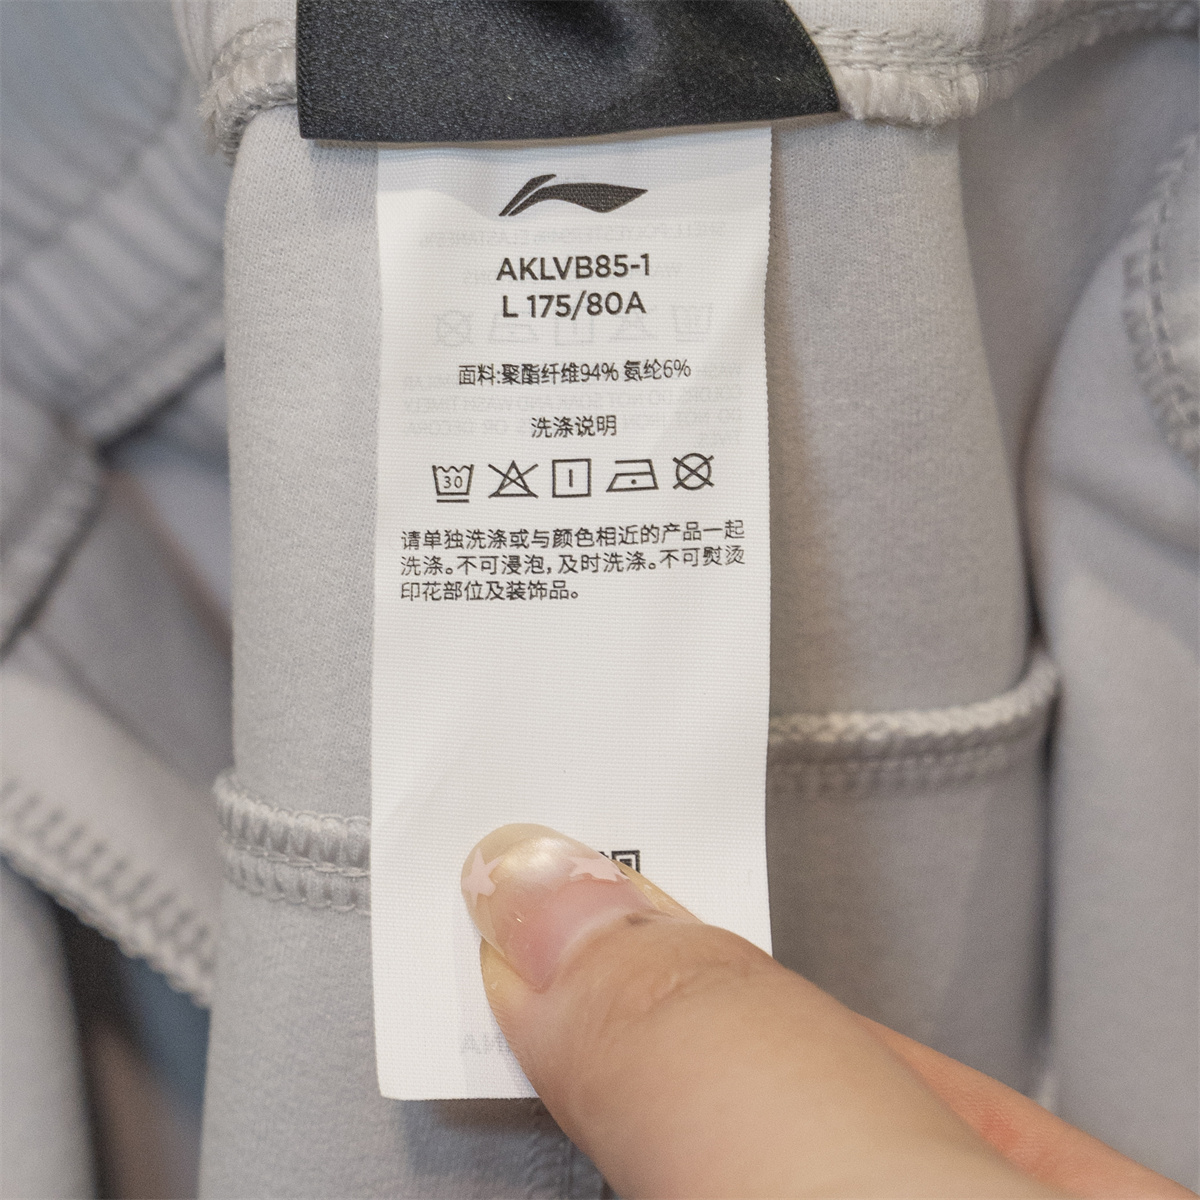 AKLVB85-1
L 175/80A
面料:聚酯纤维94% 氨纶6%
洗涤说明
30
请单独洗涤或与颜色相近的产品一起
洗涤。不可浸泡,及时洗涤。不可熨烫
印花部位及装饰品。